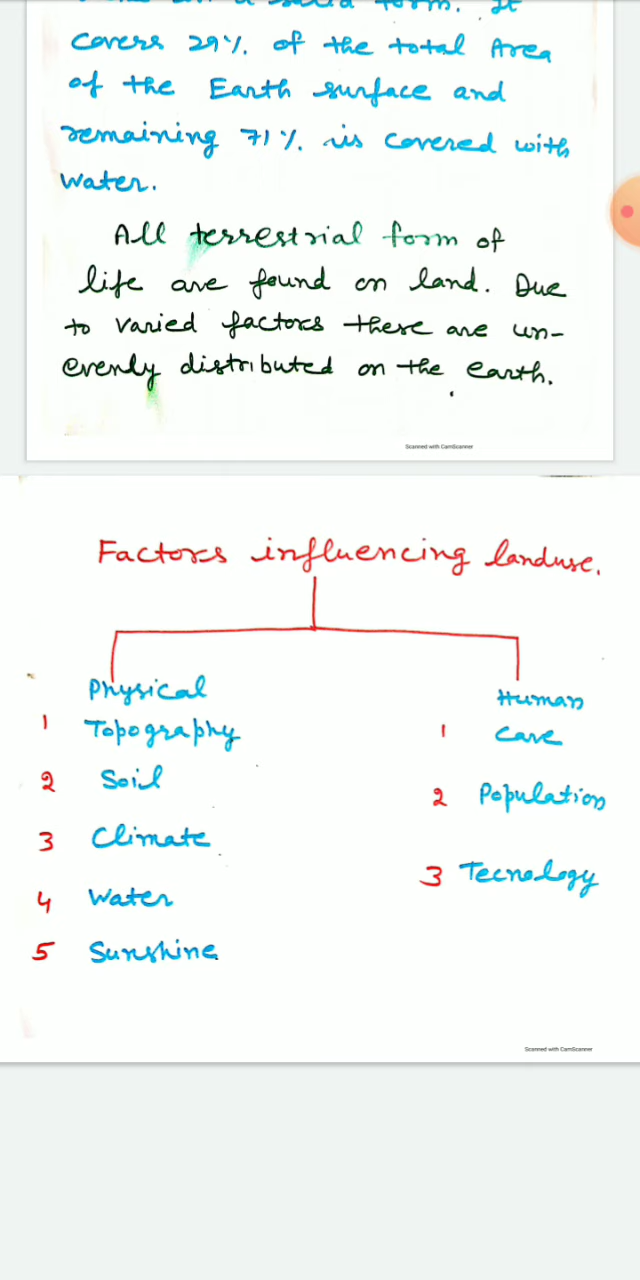 form. It
covers 29%. of the total Area
of the Earth surface and
remaining 71%. is covered with
water.
All terrestrial form of
life are found on land. Due
to varied factors there are un-
evenly distributed on the earth.
Scanned with CamScanner
Factors influencing landuse.
Physical
1 Topography
2 Soil
3 Climate
4 Water
5 Sunshine
Human
1 Care
2 Population
3 Tecnology
Scanned with CamScanner